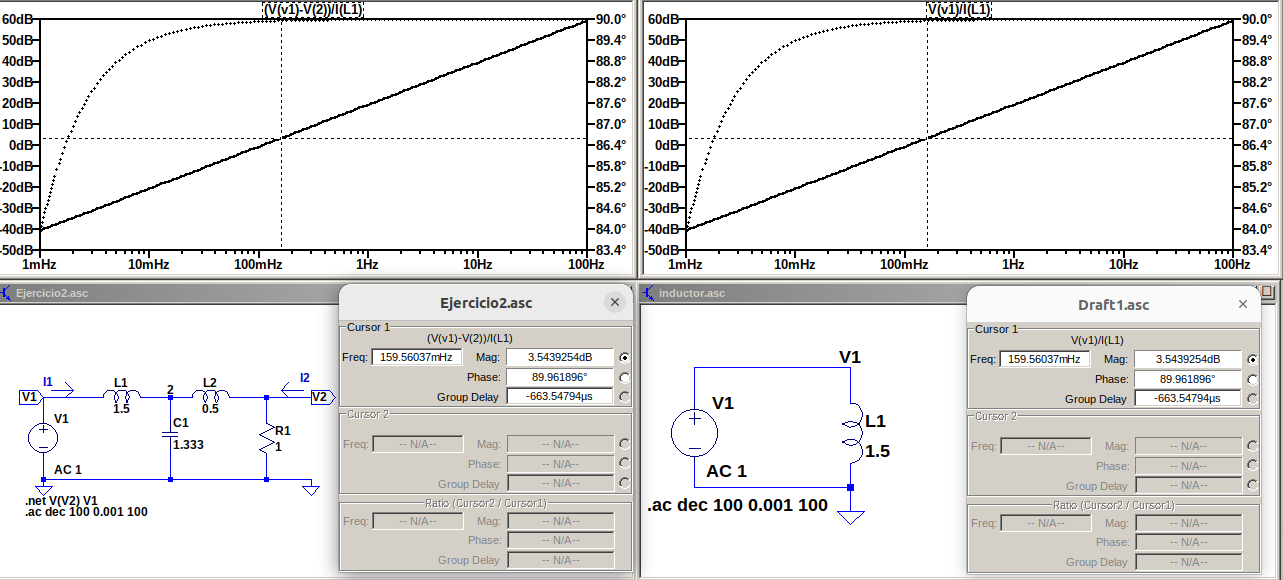 (V(v1)-V(2))/I(L1)
60dB
50dB
40dB
30dB
20dB
10dB
0dB
-10dB
-20dB
-30dB
-40dB
-50dB
90.0°
89.4°
88.8°
88.2°
87.6°
87.0°
86.4°
85.8°
85.2°
84.6°
84.0°
83.4°
1mHz 10mHz 100mHz 1Hz 10Hz 100Hz
V(v1)/I(L1)
60dB
50dB
40dB
30dB
20dB
10dB
0dB
-10dB
-20dB
-30dB
-40dB
-50dB
90.0°
89.4°
88.8°
88.2°
87.6°
87.0°
86.4°
85.8°
85.2°
84.6°
84.0°
83.4°
1mHz 10mHz 100mHz 1Hz 10Hz 100Hz
Ejercicio2.asc
I1
L1
1.5
2
L2
0.5
I2
V1
V2
V1
C1
1.333
R1
1
AC 1
.net V(V2) V1
.ac dec 100 0.001 100
Ejercicio2.asc
Cursor 1
(V(v1)-V(2))/I(L1)
Freq: 159.56037mHz Mag: 3.5439254dB
Phase: 89.961896°
Group Delay -663.54794µs
Cursor 2
Freq: -- N/A-- Mag: -- N/A--
Phase: -- N/A--
Group Delay -- N/A--
Ratio (Cursor2 / Cursor1)
Freq: -- N/A-- Mag: -- N/A--
Phase: -- N/A--
Group Delay -- N/A--
inductor.asc
V1
V1
L1
1.5
AC 1
.ac dec 100 0.001 100
Draft1.asc
Cursor 1
V(v1)/I(L1)
Freq: 159.56037mHz Mag: 3.5439254dB
Phase: 89.961896°
Group Delay -663.54794µs
Cursor 2
Freq: -- N/A-- Mag: -- N/A--
Phase: -- N/A--
Group Delay -- N/A--
Ratio (Cursor2 / Cursor1)
Freq: -- N/A-- Mag: -- N/A--
Phase: -- N/A--
Group Delay -- N/A--